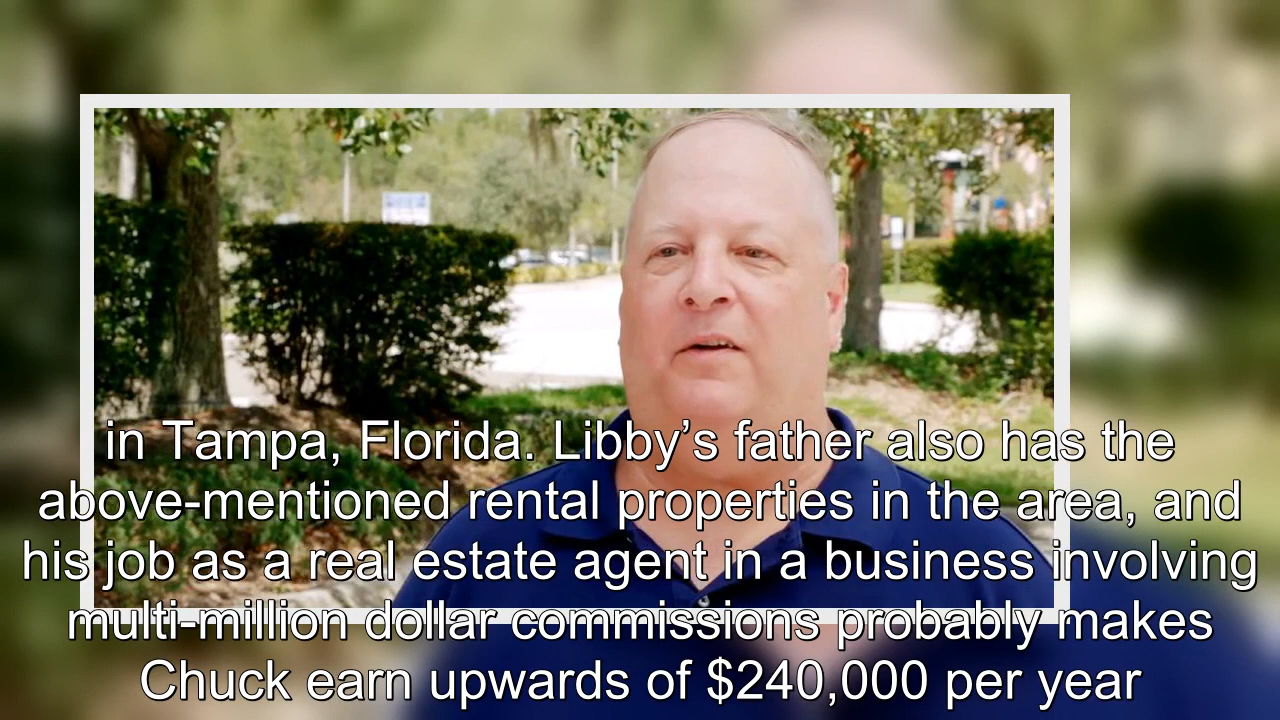 in Tampa, Florida. Libby’s father also has the
above-mentioned rental properties in the area, and
his job as a real estate agent in a business involving
multi-million dollar commissions probably makes
Chuck earn upwards of $240,000 per year